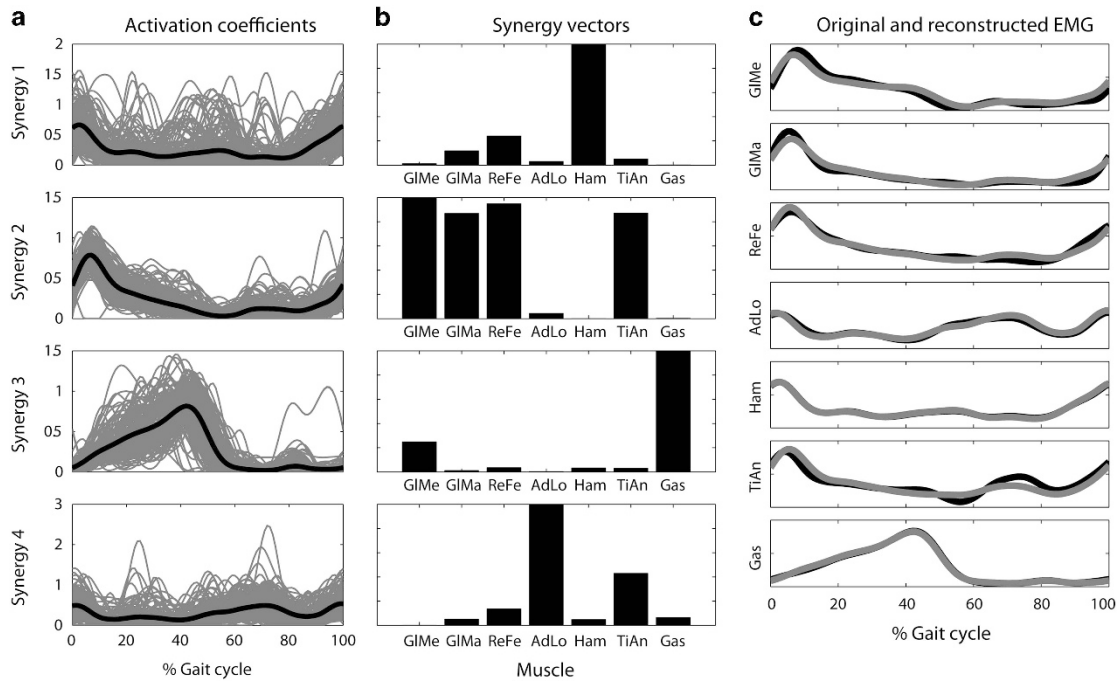 a Activation coefficients
b Synergy vectors
c Original and reconstructed EMG
Synergy 1
2
1.5
1
0.5
0
GlMe GlMa ReFe AdLo Ham TiAn Gas
Synergy 2
15
1
05
0
GlMe GlMa ReFe AdLo Ham TiAn Gas
Synergy 3
15
1
05
0
GlMe GlMa ReFe AdLo Ham TiAn Gas
Synergy 4
3
2
1
0
0 20 40 60 80 100
% Gait cycle
GlMe GlMa ReFe AdLo Ham TiAn Gas
Muscle
GlMe
GlMa
ReFe
AdLo
Ham
TiAn
Gas
0 20 40 60 80 100
% Gait cycle